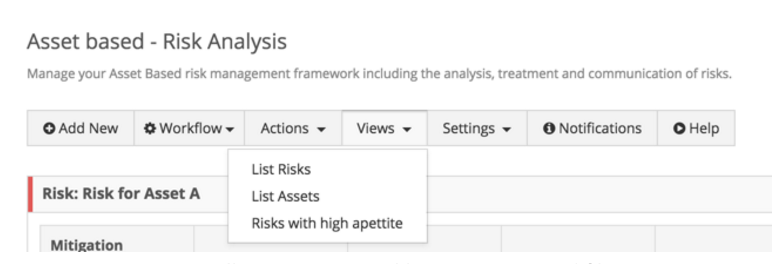 Asset based - Risk Analysis
Manage your Asset Based risk management framework including the analysis, treatment and communication of risks.
Add New Workflow Actions Views Settings Notifications Help
List Risks
List Assets
Risks with high apettite
Risk: Risk for Asset A
Mitigation